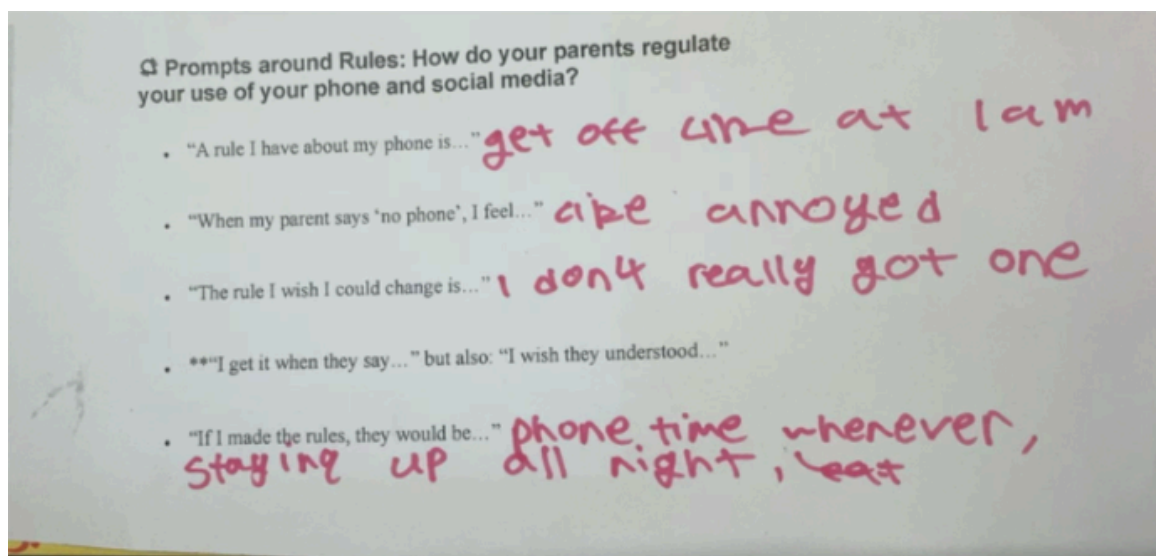 Prompts around Rules: How do your parents regulate
your use of your phone and social media?
• “A rule I have about my phone is...” get off at 1am
• “When my parent says ‘no phone’, I feel...” annoyed
• “The rule I wish I could change is...” I don4 really got one
• **“I get it when they say...” but also: “I wish they understood...”
• “If I made the rules, they would be...” phone time whenever,
staying up all night, eat